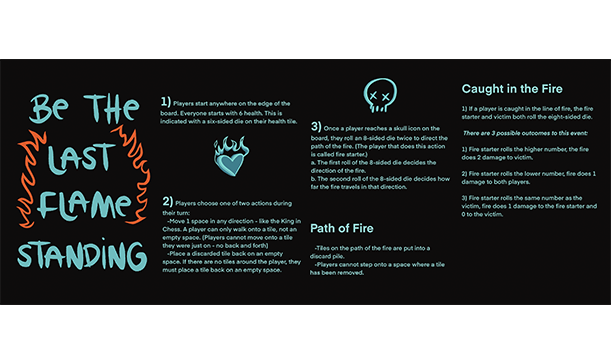 Be The
Last
Flame
Standing
1) Players start anywhere on the edge of the
board. Everyone starts with 6 health. This is
indicated with a six-sided die on their health tile.
2) Players choose one of two actions during
their turn:
-Move 1 space in any direction - like the King in
Chess. A player can only walk onto a tile, not an
empty space. (Players cannot move onto a tile
they were just on - no back and forth)
-Place a discarded tile back on an empty
space. If there are no tiles around the player, they
must place a tile back on an empty space.
3) Once a player reaches a skull icon on the
board, they roll an 8-sided die twice to direct the
path of fire. (The player that does this action
is called fire starter.)
a. The first roll of the 8-sided die decides the
direction of the fire.
b. The second roll of the 8-sided die decides how
far the fire travels in that direction.
Path of Fire
-Tiles on the path of the fire are put into a
discard pile.
-Players cannot step onto a space where a tile
has been removed.
Caught in the Fire
1) If a player is caught in the line of fire, the fire
starter and victim both roll the eight-sided die.
There are 3 possible outcomes to this event:
1) Fire starter rolls the higher number, the fire
does 2 damage to victim.
2) Fire starter rolls the lower number, fire does 1
damage to both players.
3) Fire starter rolls the same number as the
victim, fire does 1 damage to the fire starter and
0 to the victim.